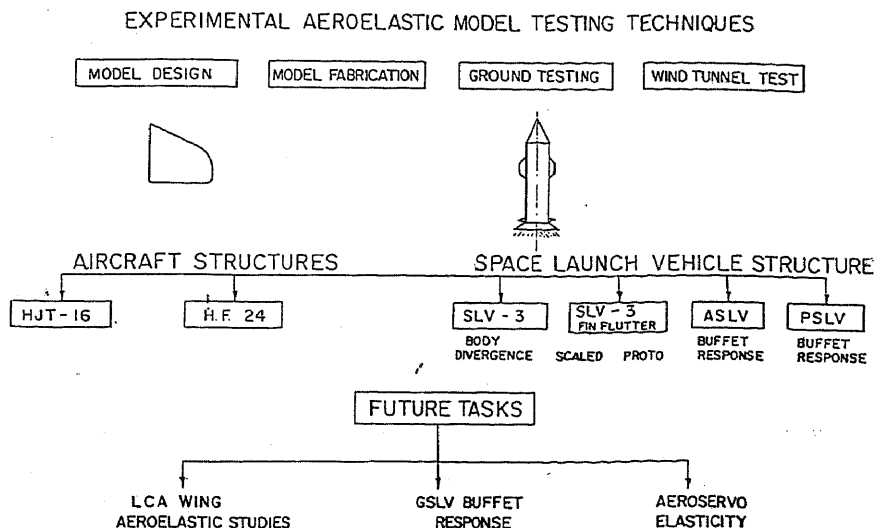 EXPERIMENTAL AEROELASTIC MODEL TESTING TECHNIQUES
MODEL DESIGN
MODEL FABRICATION
GROUND TESTING
WIND TUNNEL TEST
AIRCRAFT STRUCTURES
SPACE LAUNCH VEHICLE STRUCTURE
HJT-16
H.F. 24
SLV-3
SLV-3
FIN FLUTTER
ASLV
PSLV
BODY
DIVERGENCE
SCALED PROTO
BUFFET
RESPONSE
BUFFET
RESPONSE
FUTURE TASKS
LCA WING
AEROELASTIC STUDIES
GSLV BUFFET
RESPONSE
AEROSERVO
ELASTICITY